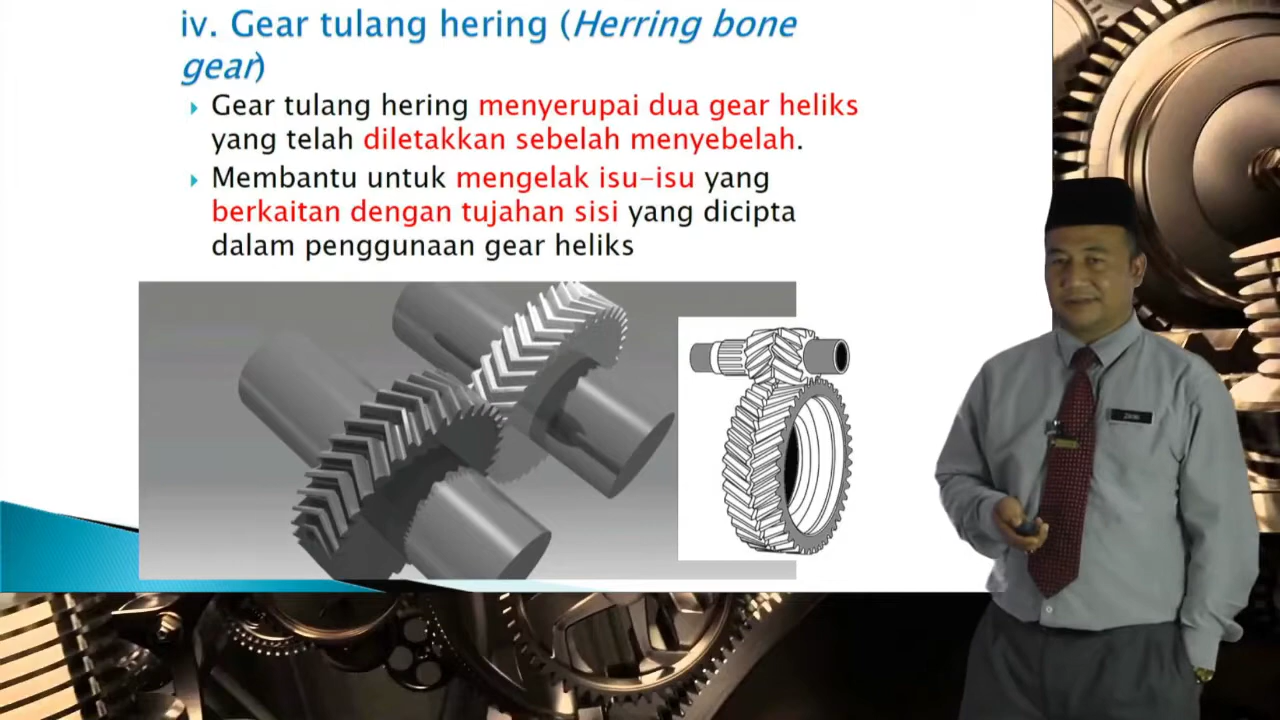 iv. Gear tulang hering (Herring bone
gear)
Gear tulang hering menyerupai dua gear heliks
yang telah diletakkan sebelah menyebelah.
Membantu untuk mengelak isu-isu yang
berkaitan dengan tujahan sisi yang dicipta
dalam penggunaan gear heliks